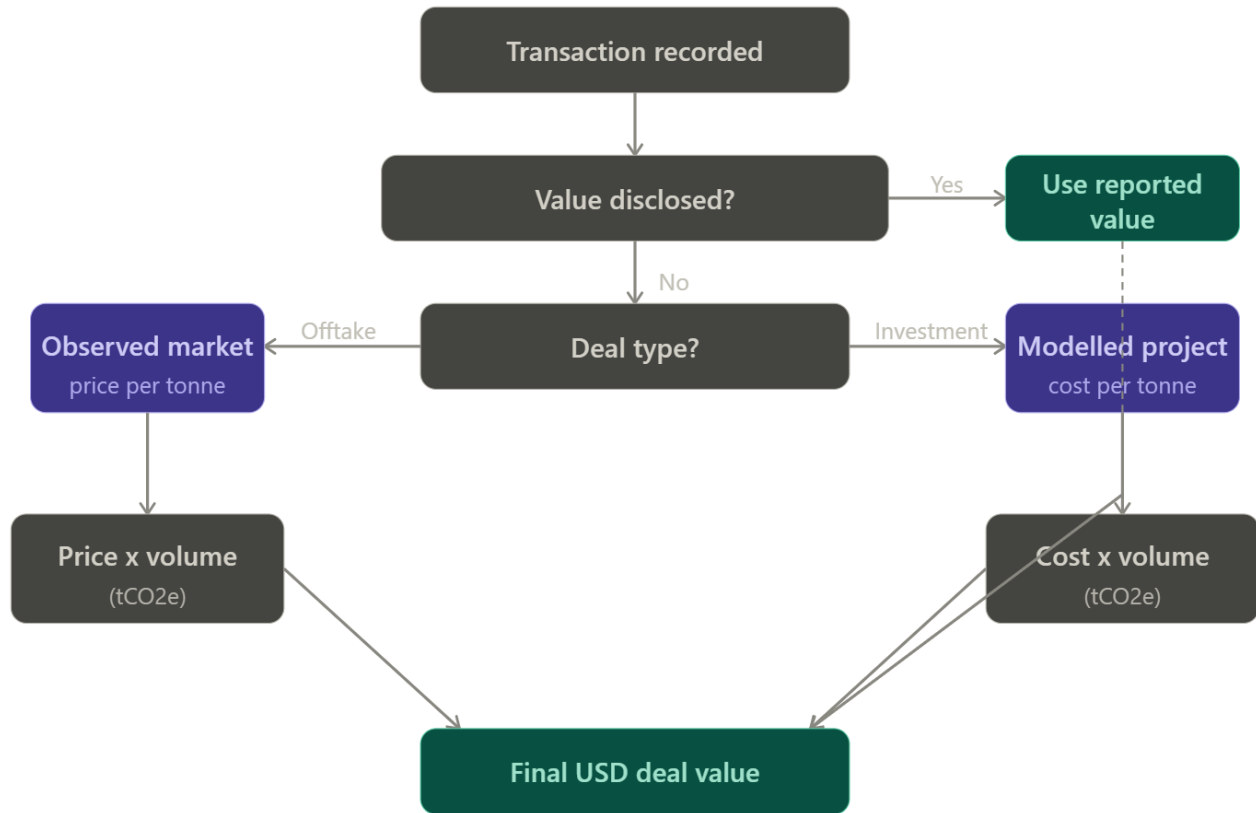 Transaction recorded
Value disclosed?
Yes
Use reported
value
No
Observed market
price per tonne
Offtake
Deal type?
Investment
Modelled project
cost per tonne
Price x volume
(tCO2e)
Cost x volume
(tCO2e)
Final USD deal value